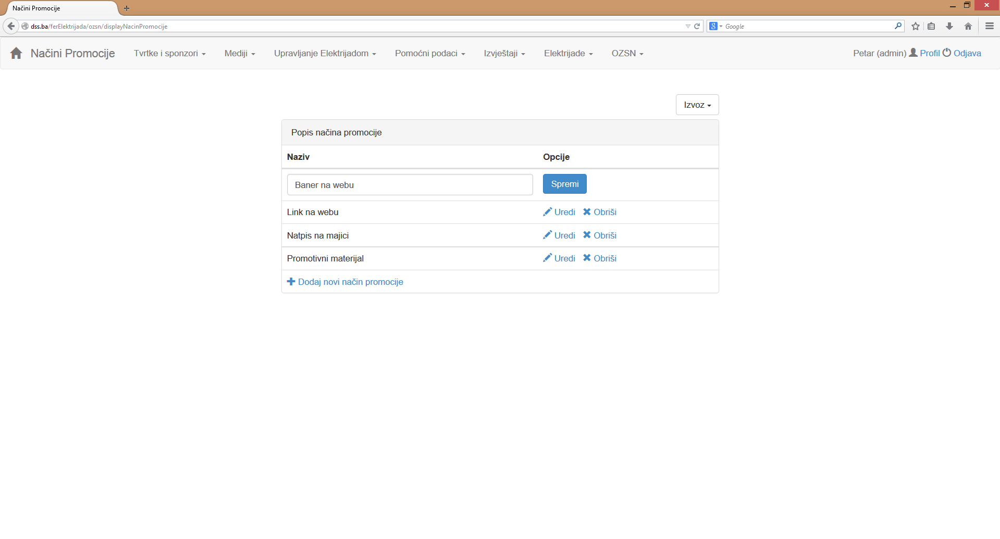 Načini Promocije
dss.ba/ferElektrijada/ozsn/displayNacinPromocije
Google
Načini Promocije Tvrtke i sponzori Mediji Upravljanje Elektrijadom Pomoćni podaci Izvještaji Elektrijade OZSN Petar (admin) Profil Odjava
Izvoz
Popis načina promocije
Naziv Opcije
Baner na webu Spremi
Link na webu Uredi Obriši
Natpis na majici Uredi Obriši
Promotivni materijal Uredi Obriši
Dodaj novi način promocije